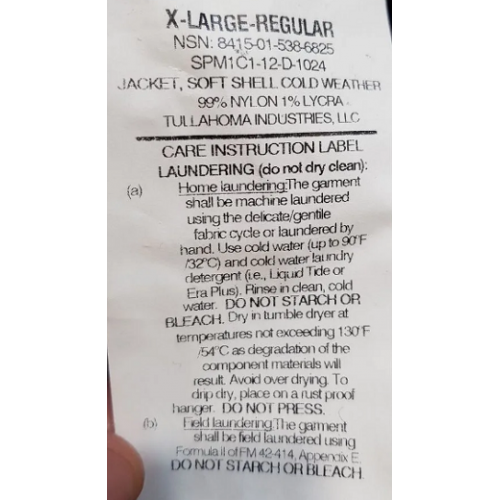 X-LARGE-REGULAR
NSN: 8415-01-538-6825
SPM1C1-12-D-1024
JACKET, SOFT SHELL COLD WEATHER
99% NYLON 1% LYCRA
TULLAHOMA INDUSTRIES, LLC
CARE INSTRUCTION LABEL
LAUNDERING (do not dry clean):
(a) Home laundering: The garment
shall be machine laundered
using the delicate/gentile
fabric cycle or laundered by
hand. Use cold water (up to 90°F
/32°C) and cold water laundry
detergent (i.e., Liquid Tide or
Era Plus). Rinse in clean, cold
water. DO NOT STARCH OR
BLEACH. Dry in tumble dryer at
temperatures not exceeding 130°F
/54°C as degradation of the
component materials will
result. Avoid over drying. To
drip dry, place on a rust proof
hanger. DO NOT PRESS.
(b) Field laundering: The garment
shall be field laundered using
Formula II of FM 42-414, Appendix E.
DO NOT STARCH OR BLEACH